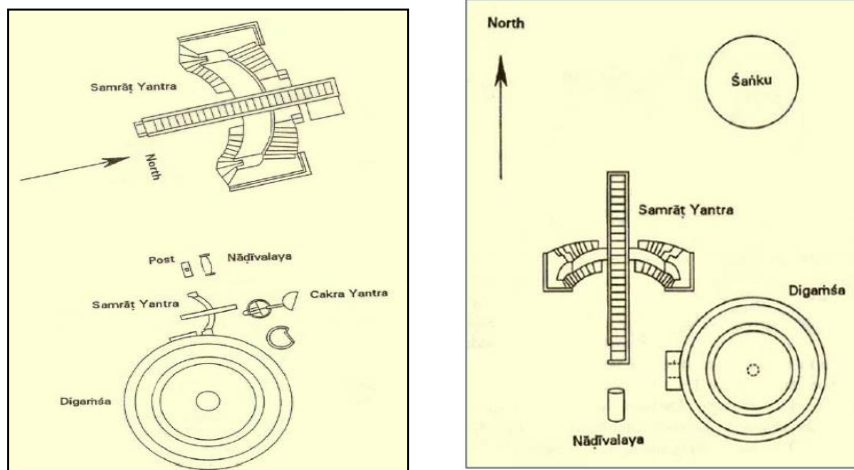 Samrāṭ Yantra
North
Post
Nāḍīvalaya
Samrāṭ Yantra
Cakra Yantra
Digaṁśa
North
Śaṅku
Samrāṭ Yantra
Digaṁśa
Nāḍīvalaya